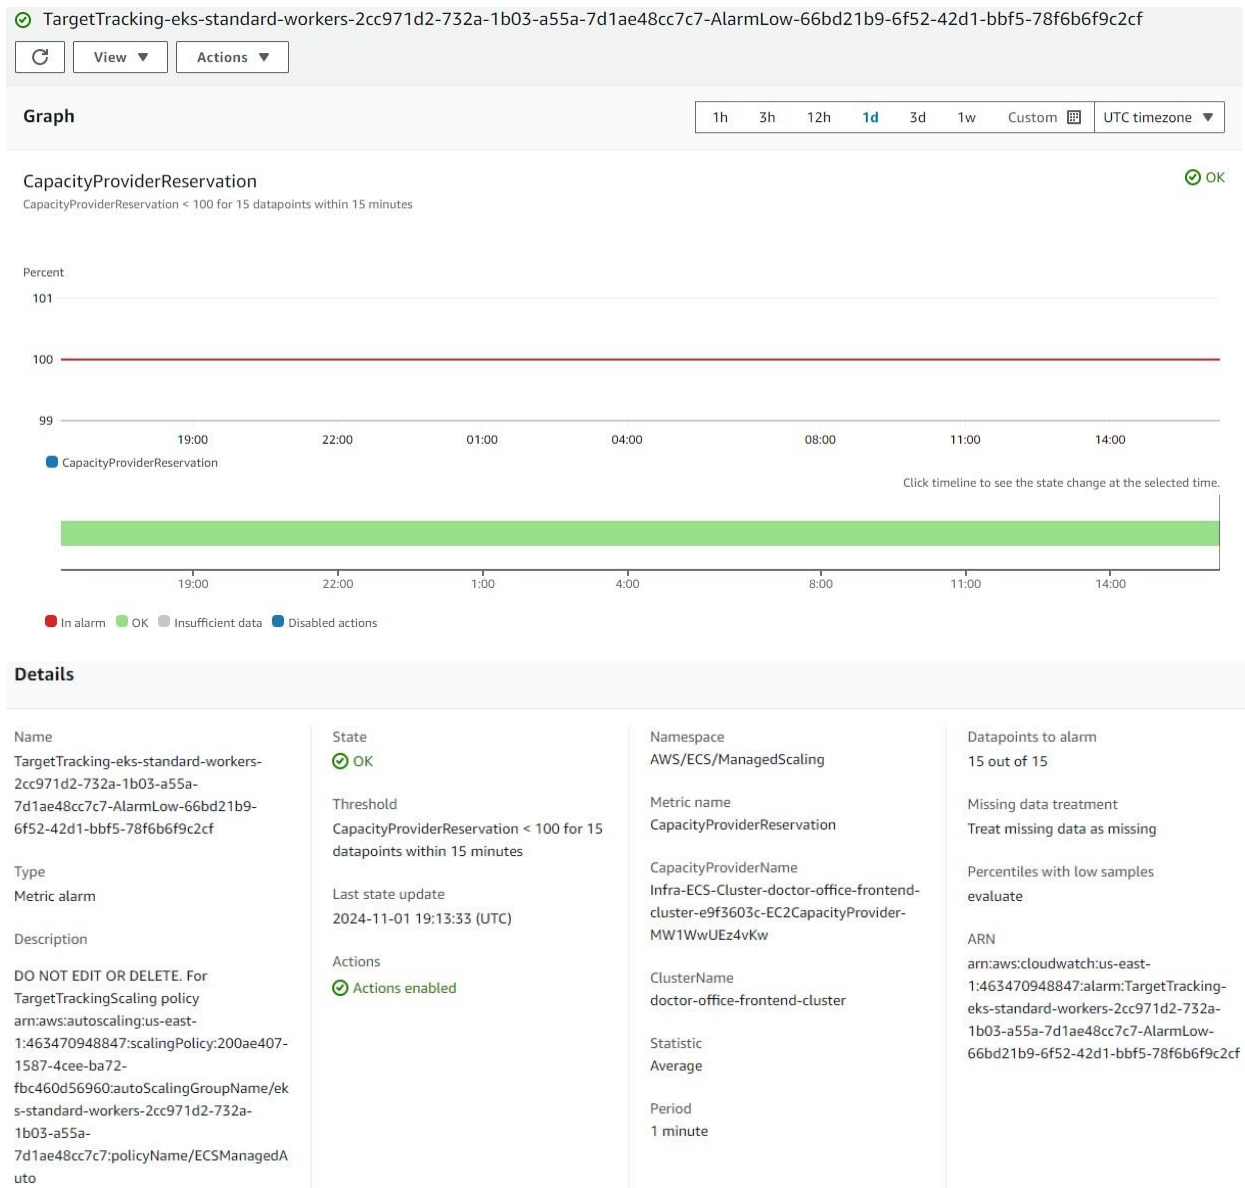 TargetTracking-eks-standard-workers-2cc971d2-732a-1b03-a55a-7d1ae48cc7c7-AlarmLow-66bd21b9-6f52-42d1-bbf5-78f6b6f9c2cf
View
Actions
Graph
1h 3h 12h 1d 3d 1w Custom UTC timezone
CapacityProviderReservation
OK
CapacityProviderReservation < 100 for 15 datapoints within 15 minutes
Percent
101
100
99
19:00 22:00 01:00 04:00 08:00 11:00 14:00
CapacityProviderReservation
Click timeline to see the state change at the selected time.
19:00 22:00 1:00 4:00 8:00 11:00 14:00
In alarm OK Insufficient data Disabled actions
Details
Name
TargetTracking-eks-standard-workers-
2cc971d2-732a-1b03-a55a-
7d1ae48cc7c7-AlarmLow-66bd21b9-
6f52-42d1-bbf5-78f6b6f9c2cf
Type
Metric alarm
Description
DO NOT EDIT OR DELETE. For
TargetTrackingScaling policy
arn:aws:autoscaling:us-east-
1:463470948847:scalingPolicy:200ae407-
1587-4cee-ba72-
fbc460d56960:autoScalingGroupName/ek
s-standard-workers-2cc971d2-732a-
1b03-a55a-
7d1ae48cc7c7:policyName/ECSManagedA
uto
State
OK
Threshold
CapacityProviderReservation < 100 for 15
datapoints within 15 minutes
Last state update
2024-11-01 19:13:33 (UTC)
Actions
Actions enabled
Namespace
AWS/ECS/ManagedScaling
Metric name
CapacityProviderReservation
CapacityProviderName
Infra-ECS-Cluster-doctor-office-frontend-
cluster-e9f3603c-EC2CapacityProvider-
MW1WwUEz4vKw
ClusterName
doctor-office-frontend-cluster
Statistic
Average
Period
1 minute
Datapoints to alarm
15 out of 15
Missing data treatment
Treat missing data as missing
Percentiles with low samples
evaluate
ARN
arn:aws:cloudwatch:us-east-
1:463470948847:alarm:TargetTracking-
eks-standard-workers-2cc971d2-732a-
1b03-a55a-7d1ae48cc7c7-AlarmLow-
66bd21b9-6f52-42d1-bbf5-78f6b6f9c2cf